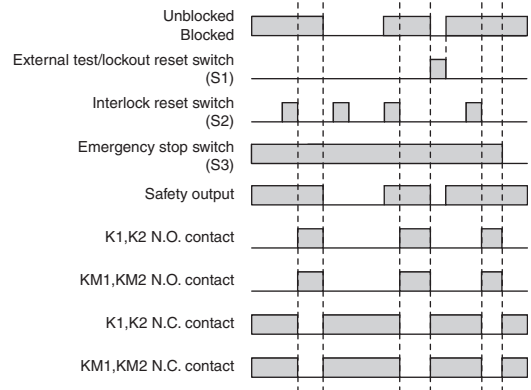 Unblocked
Blocked
External test/lockout reset switch
(S1)
Interlock reset switch
(S2)
Emergency stop switch
(S3)
Safety output
K1,K2 N.O. contact
KM1,KM2 N.O. contact
K1,K2 N.C. contact
KM1,KM2 N.C. contact